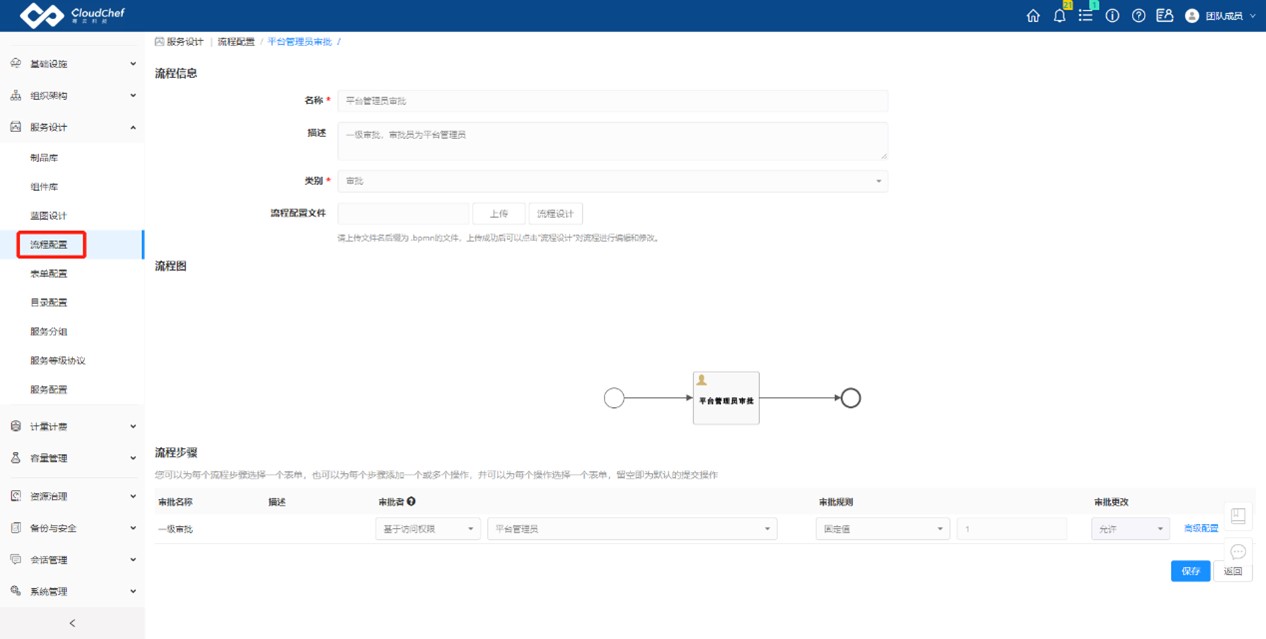 CloudChef
骞云科技
21
1
团队成员
基础设施
组织架构
服务设计
制品库
组件库
蓝图设计
流程配置
表单配置
目录配置
服务分组
服务等级协议
服务配置
计量计费
容量管理
资源治理
备份与安全
会话管理
系统管理
服务设计 | 流程配置 / 平台管理员审批 /
流程信息
名称 * 平台管理员审批
描述 一级审批，审批员为平台管理员
类别 * 审批
流程配置文件 上传 流程设计
请上传文件名后缀为 .bpmn的文件，上传成功后可以点击"流程设计"对流程进行编辑和修改。
流程图
平台管理员审批
流程步骤
您可以为每个流程步骤选择一个表单，也可以为每个步骤添加一个或多个操作，并可以为每个操作选择一个表单，留空即为默认的提交操作
审批名称 描述 审批者 审批规则 审批更改
一级审批 基于访问权限 平台管理员 固定值 1 允许 高级配置
保存 返回